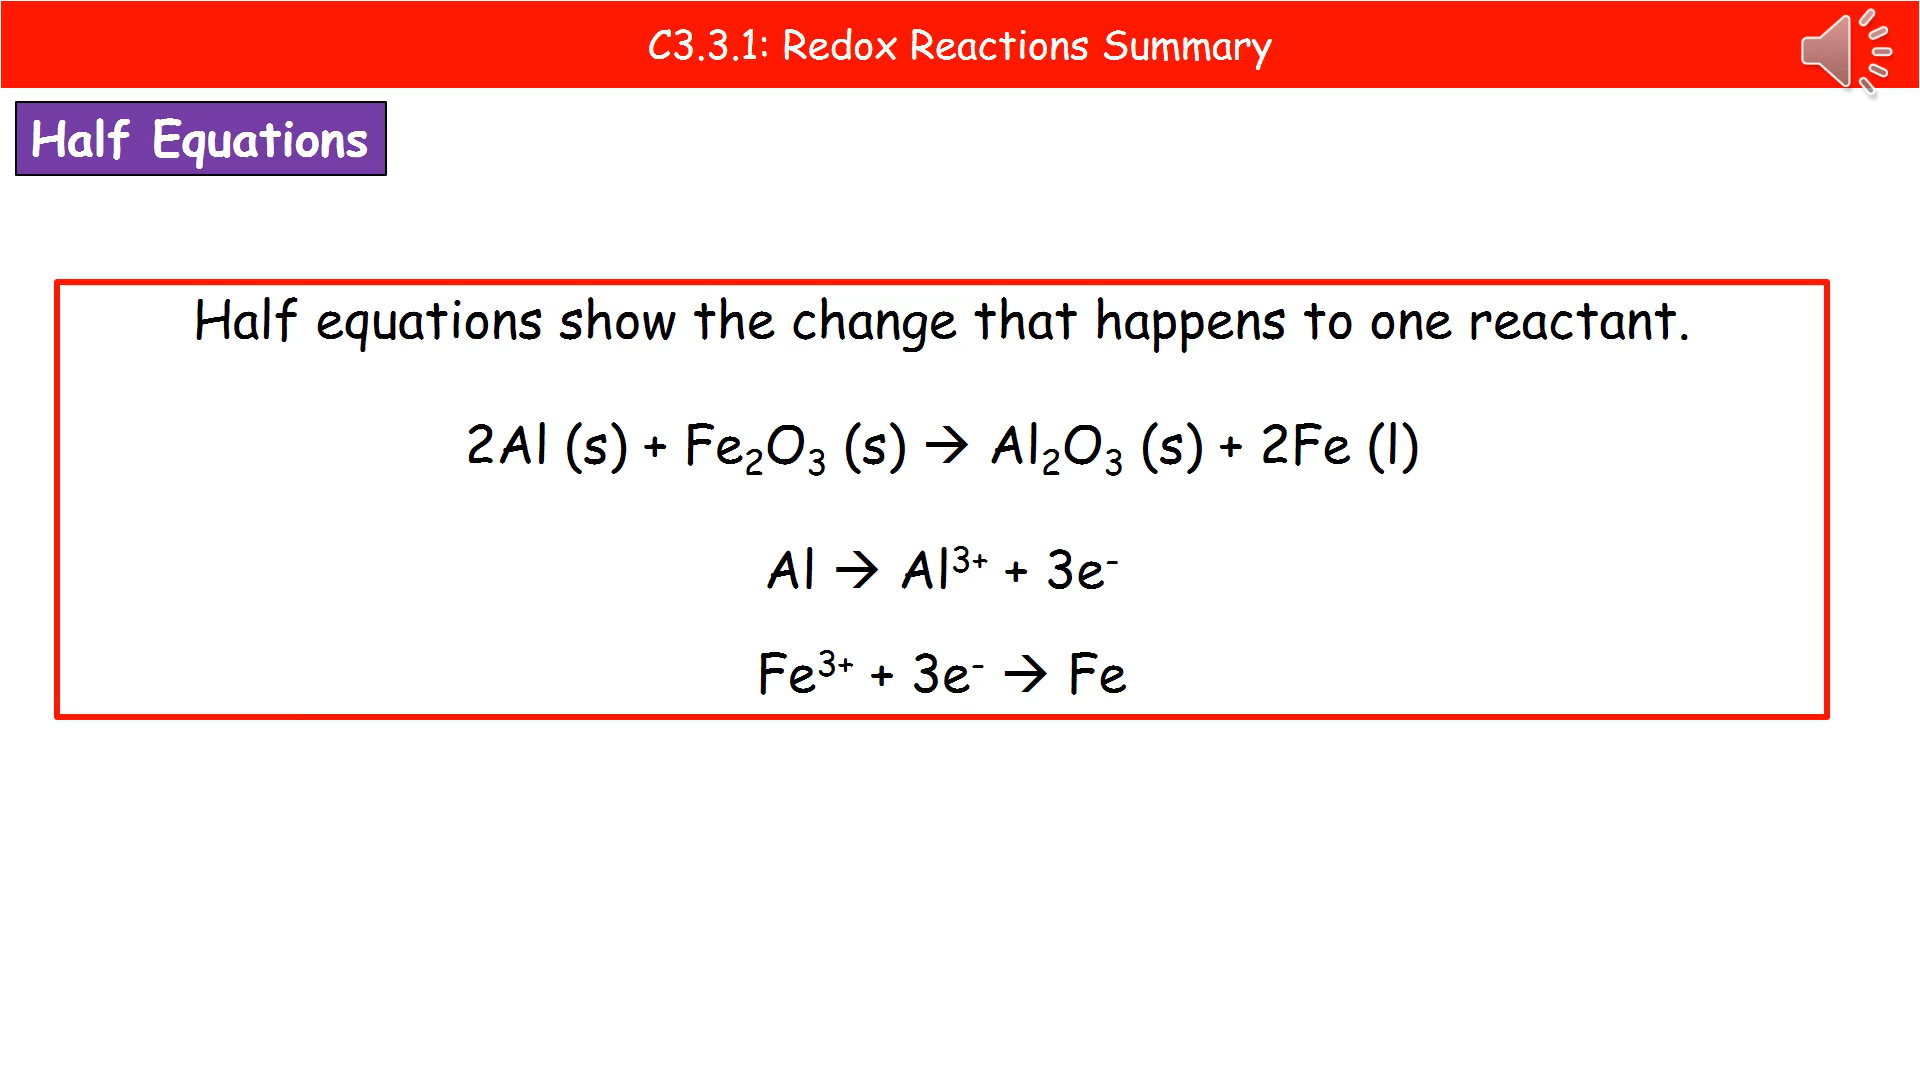 C3.3.1: Redox Reactions Summary
Half Equations
Half equations show the change that happens to one reactant.
2Al (s) + Fe₂O₃ (s) → Al₂O₃ (s) + 2Fe (l)
Al → Al³⁺ + 3e⁻
Fe³⁺ + 3e⁻ → Fe